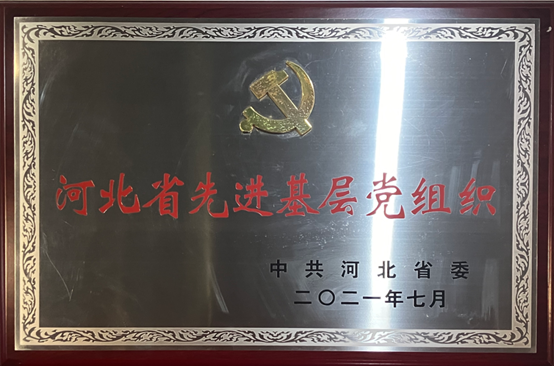 河北省先进基层党组织
中共河北省委
二〇二一年七月